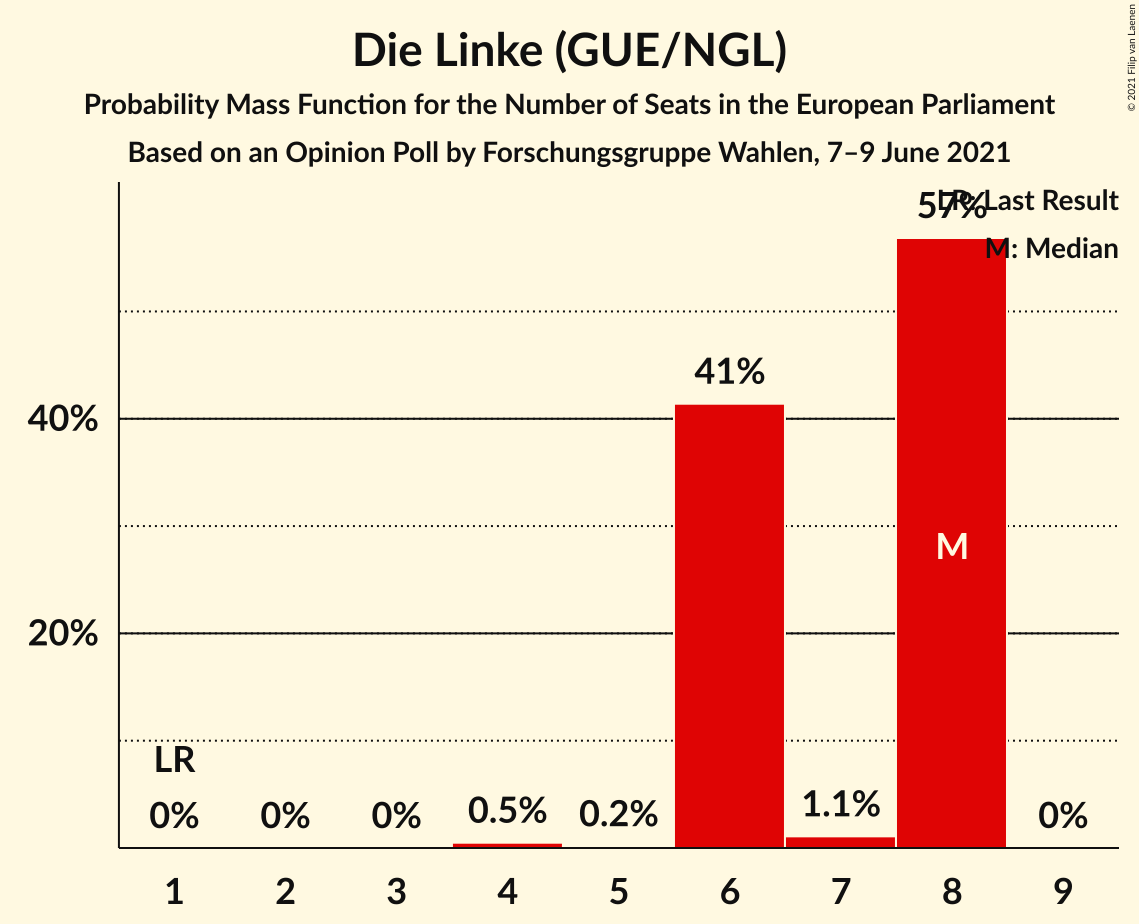 Die Linke (GUE/NGL)
Probability Mass Function for the Number of Seats in the European Parliament
Based on an Opinion Poll by Forschungsgruppe Wahlen, 7–9 June 2021
© 2021 Filip van Laenen
LR: Last Result
M: Median
57%
41%
40%
M
20%
LR
0%
0%
0%
0.5%
0.2%
1.1%
0%
1 2 3 4 5 6 7 8 9